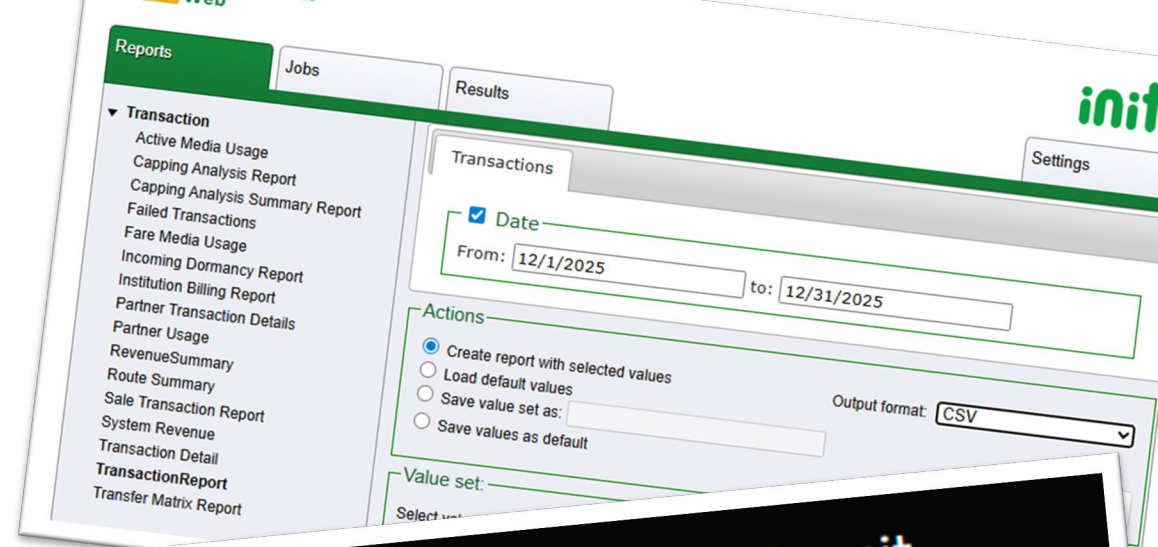 Web
init
Reports
Jobs
Results
Settings
Transaction
Active Media Usage
Capping Analysis Report
Capping Analysis Summary Report
Failed Transactions
Fare Media Usage
Incoming Dormancy Report
Institution Billing Report
Partner Transaction Details
Partner Usage
RevenueSummary
Route Summary
Sale Transaction Report
System Revenue
Transaction Detail
TransactionReport
Transfer Matrix Report
Transactions
Date
From: 12/1/2025 to: 12/31/2025
Actions
Create report with selected values
Load default values
Save value set as:
Save values as default
Output format: CSV
Value set:
Select